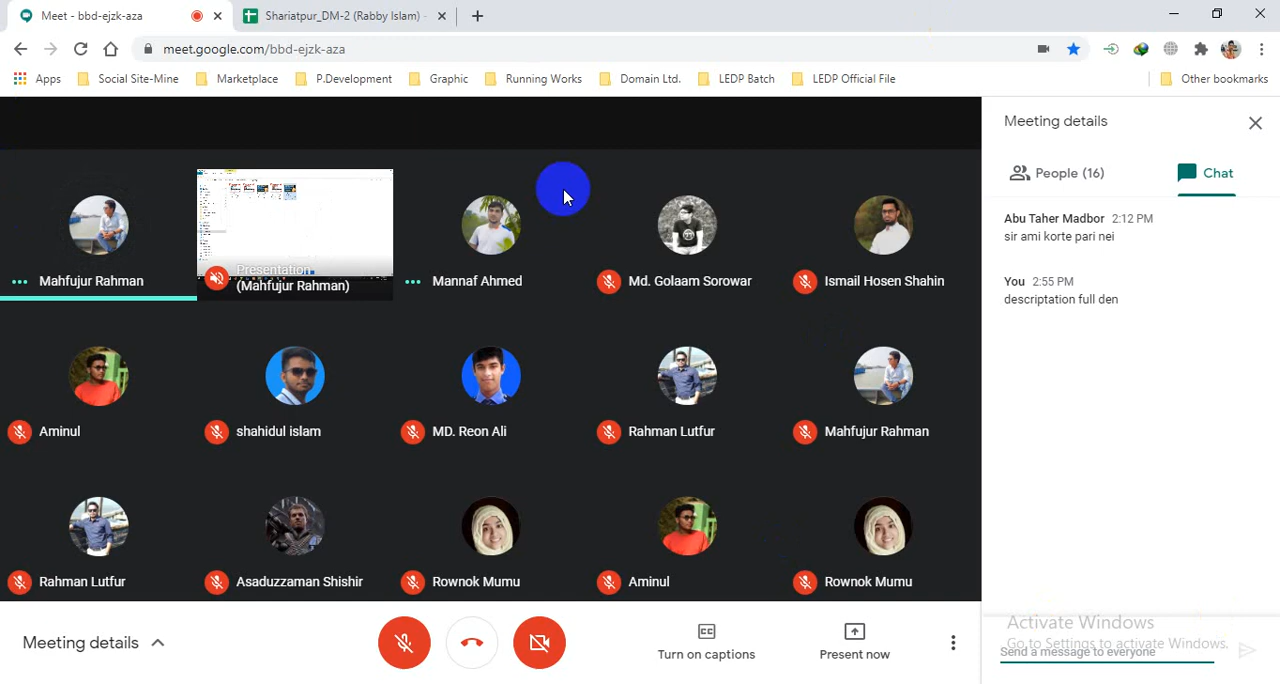 Meet - bbd-ejzk-aza
Shariatpur_DM-2 (Rabby Islam) -
meet.google.com/bbd-ejzk-aza
Apps
Social Site-Mine
Marketplace
P.Development
Graphic
Running Works
Domain Ltd.
LEDP Batch
LEDP Official File
Other bookmarks
Meeting details
People (16)
Chat
Abu Taher Madbor 2:12 PM
sir ami korte pari nei
You 2:55 PM
descriptation full den
Mahfujur Rahman
Presentation
(Mahfujur Rahman)
Mannaf Ahmed
Md. Golaam Sorowar
Ismail Hosen Shahin
Aminul
shahidul islam
MD. Reon Ali
Rahman Lutfur
Mahfujur Rahman
Rahman Lutfur
Asaduzzaman Shishir
Rownok Mumu
Aminul
Rownok Mumu
Activate Windows
Go to Settings to activate Windows.
Send a message to everyone
Meeting details
Turn on captions
Present now